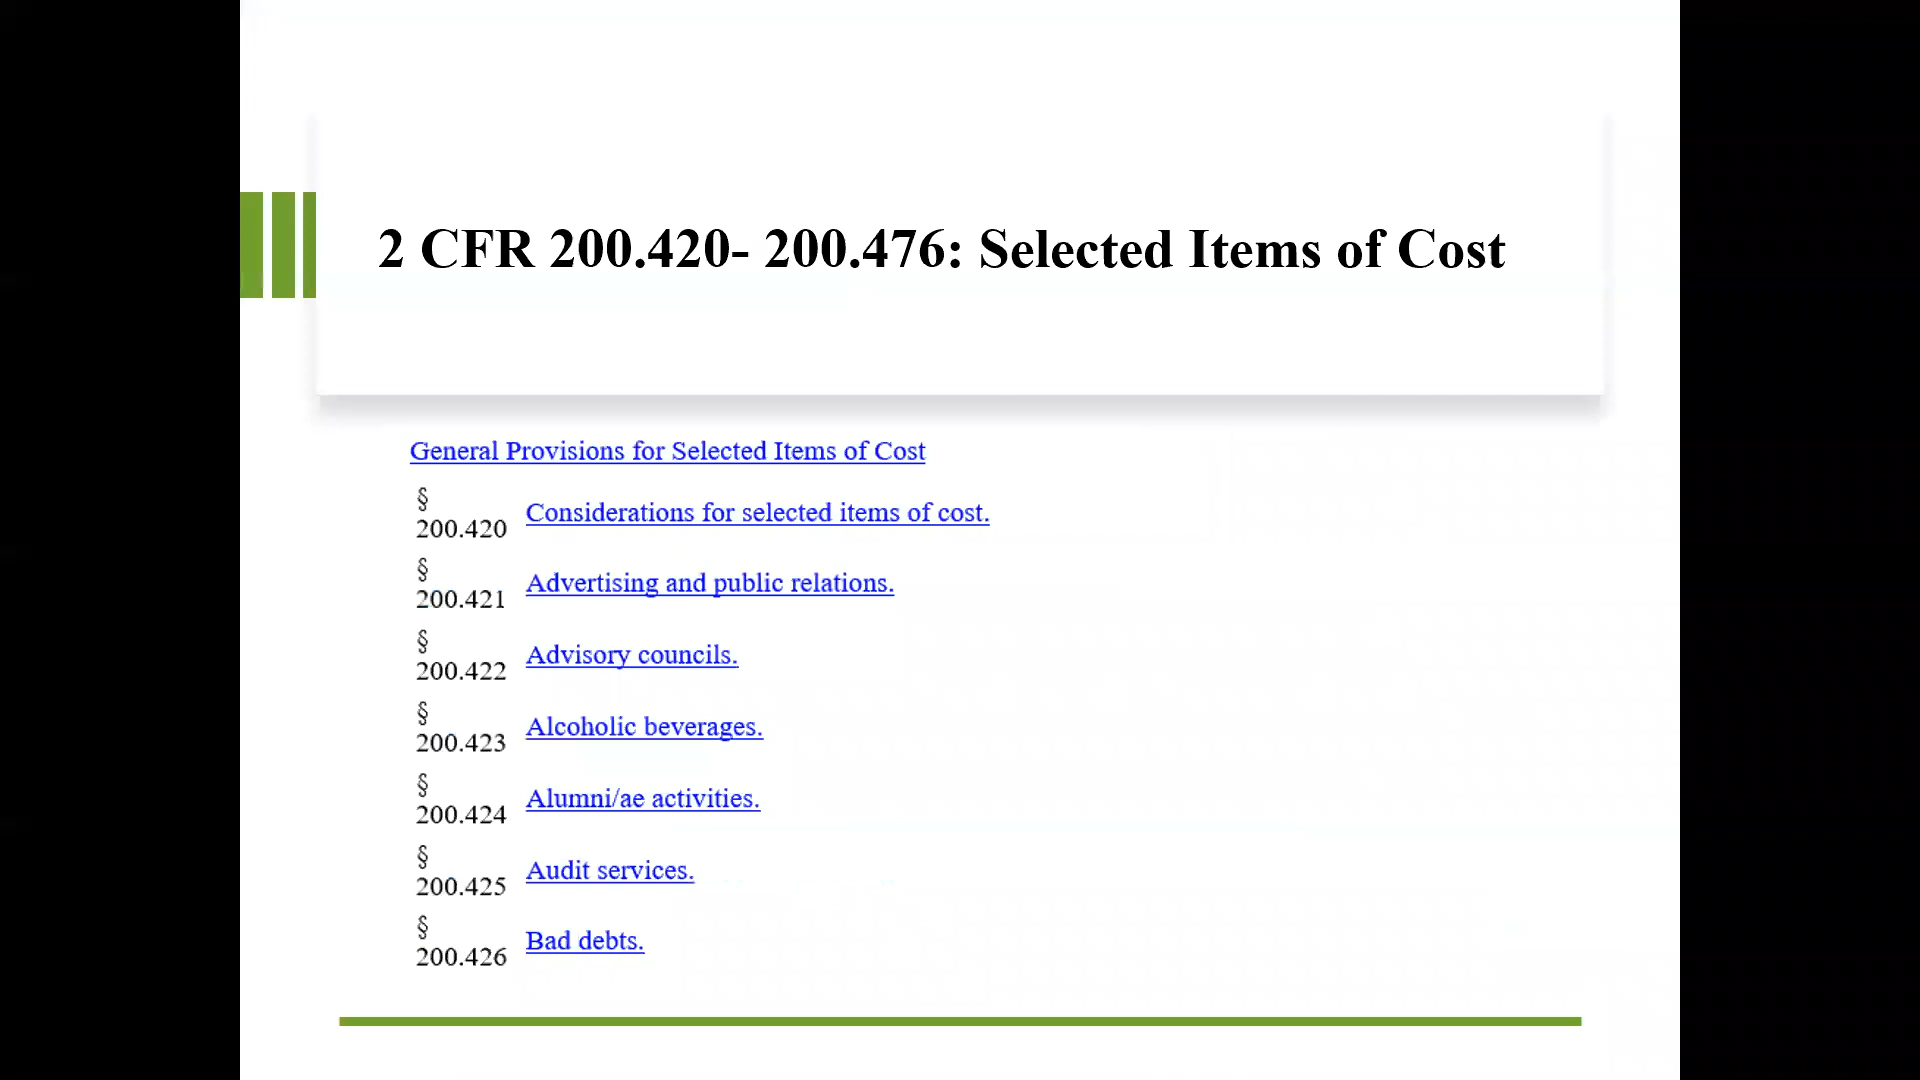 2 CFR 200.420- 200.476: Selected Items of Cost
General Provisions for Selected Items of Cost
§
200.420 Considerations for selected items of cost.
§
200.421 Advertising and public relations.
§
200.422 Advisory councils.
§
200.423 Alcoholic beverages.
§
200.424 Alumni/ae activities.
§
200.425 Audit services.
§
200.426 Bad debts.